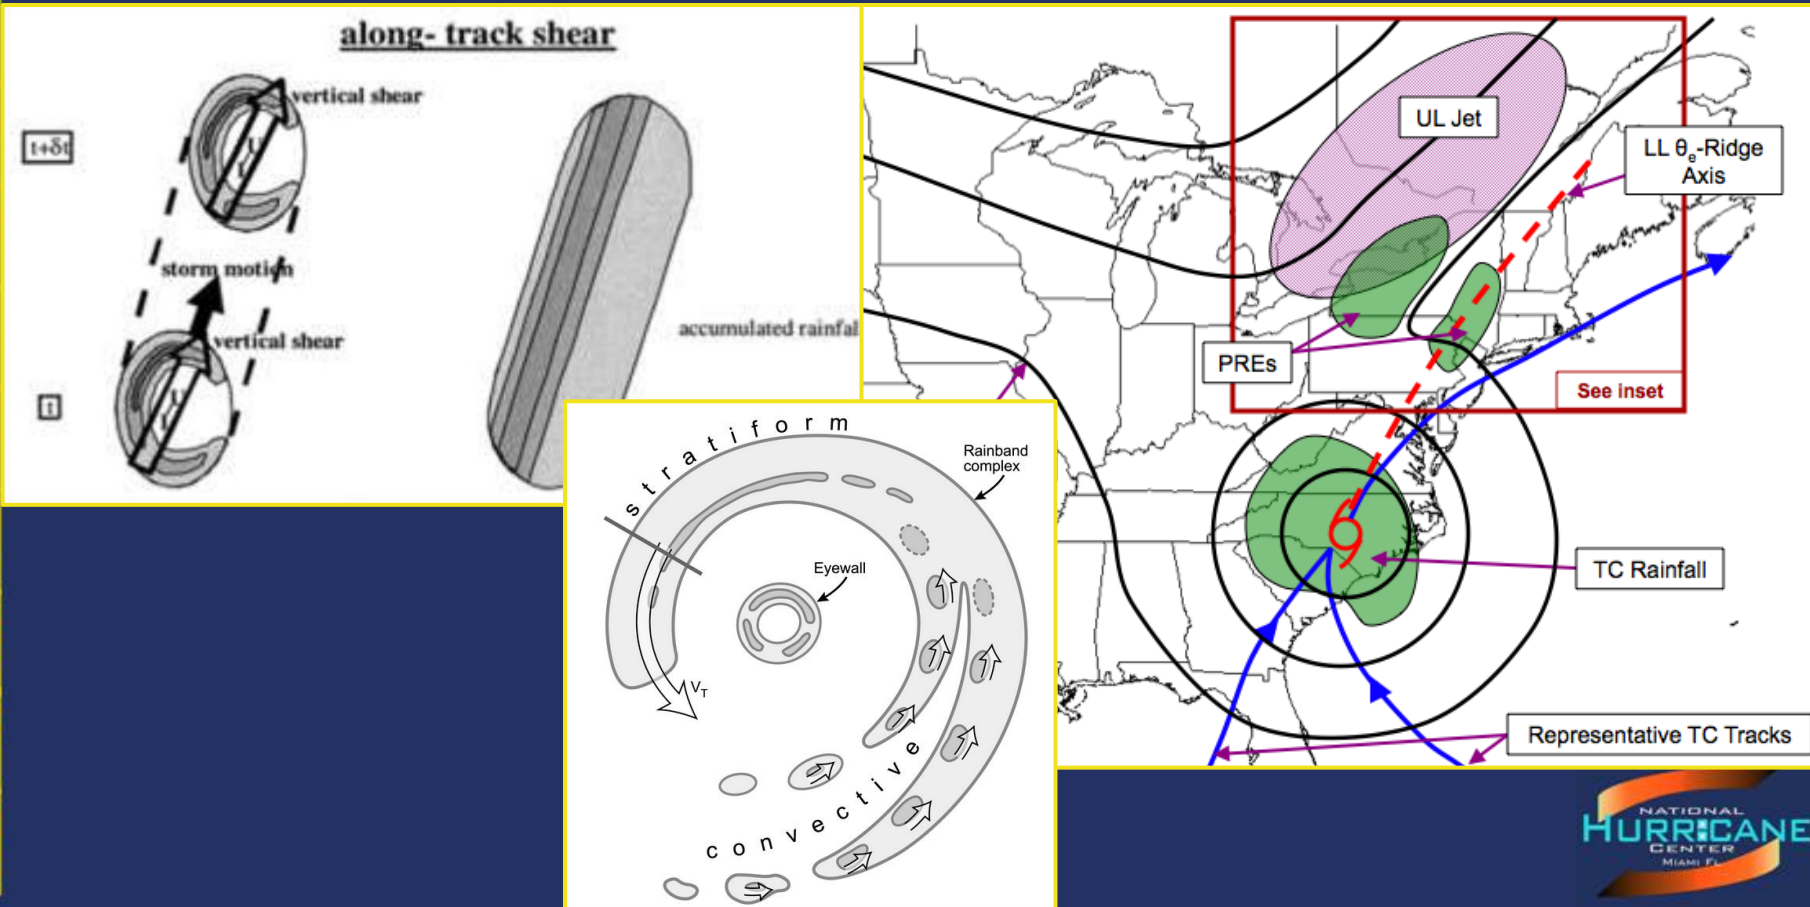 along- track shear
vertical shear
t+δt
U
L
storm motion
vertical shear
t
U
L
accumulated rainfal
UL Jet
LL θe-Ridge
Axis
PREs
See inset
TC Rainfall
Representative TC Tracks
stratiform
Rainband
complex
Eyewall
VT
convective
NATIONAL
HURRICANE
CENTER
MIAMI FL